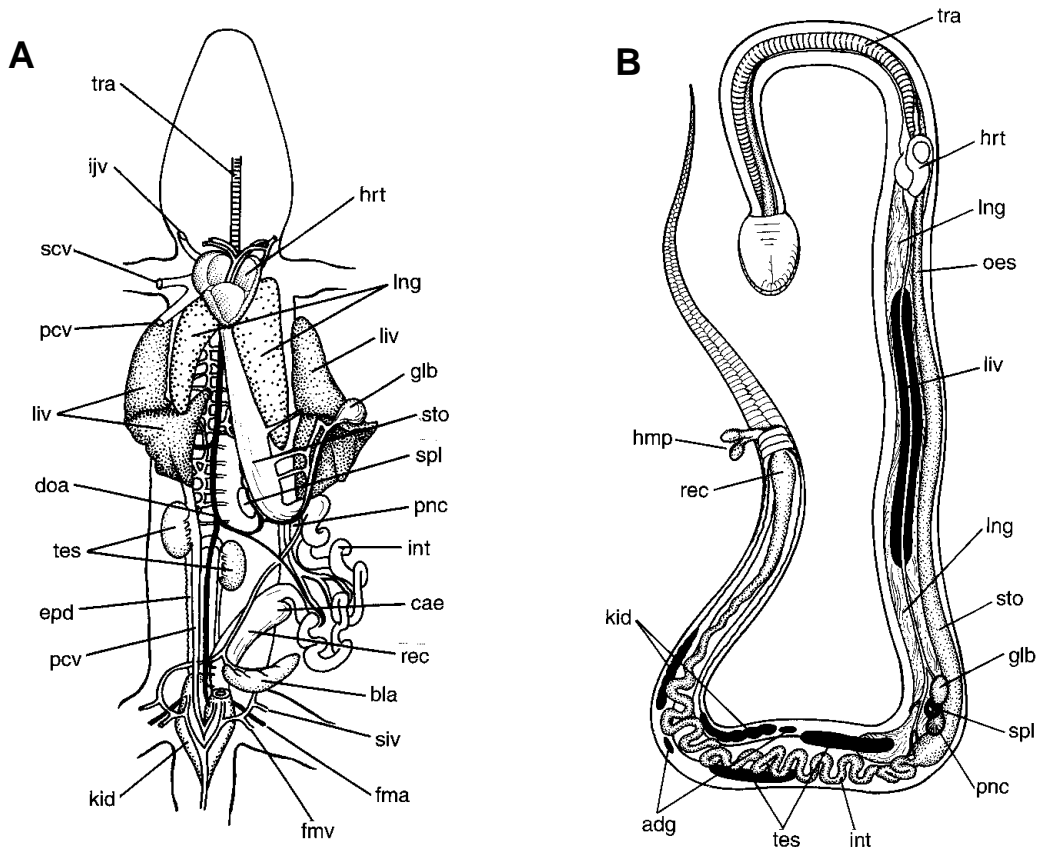 A
tra
ijv
hrt
scv
lng
pcv
liv
glb
liv
sto
spl
doa
pnc
tes
int
epd
cae
pcv
rec
bla
siv
kid
fma
fmv
B
tra
hrt
lng
oes
liv
hmp
rec
lng
sto
kid
glb
spl
pnc
adg
tes
int